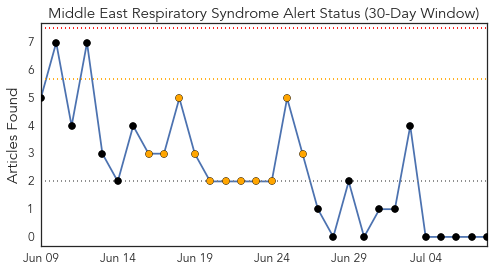 Middle East Respiratory Syndrome Alert Status (30-Day Window)
Articles Found
7
6
5
4
3
2
1
0
Jun 09 Jun 14 Jun 19 Jun 24 Jun 29 Jul 04